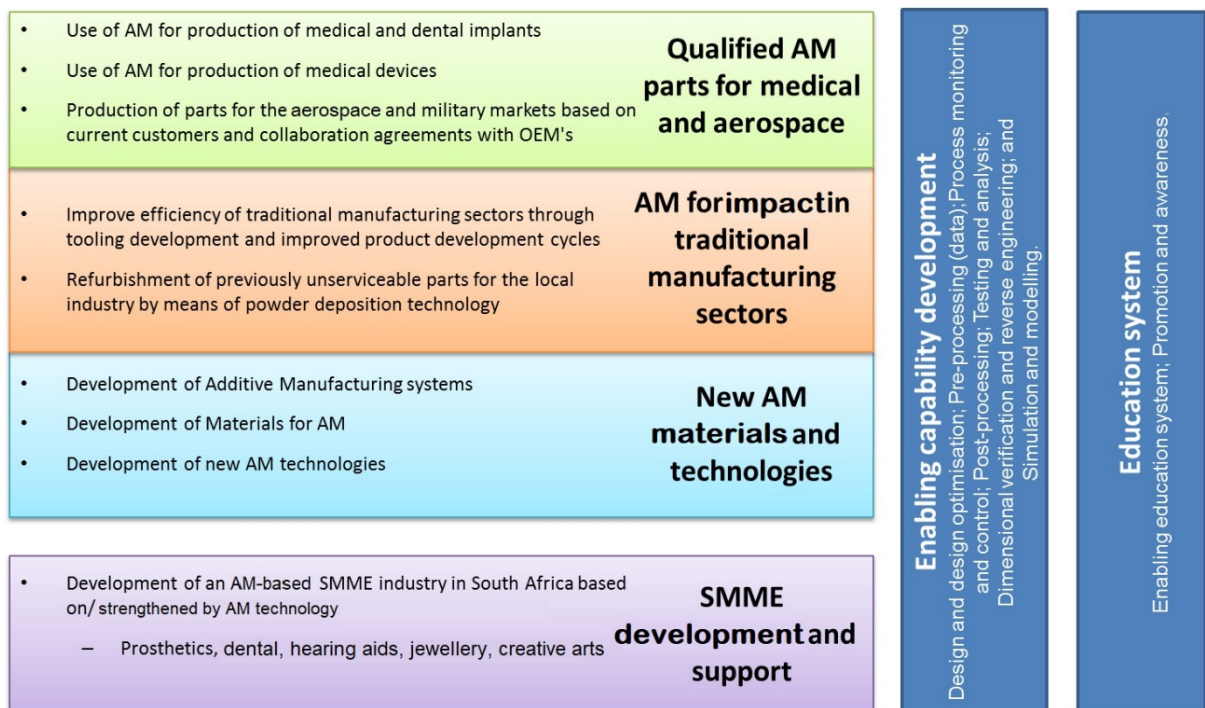 • Use of AM for production of medical and dental implants
• Use of AM for production of medical devices
• Production of parts for the aerospace and military markets based on
current customers and collaboration agreements with OEM's
Qualified AM
parts for medical
and aerospace
• Improve efficiency of traditional manufacturing sectors through
tooling development and improved product development cycles
• Refurbishment of previously unserviceable parts for the local
industry by means of powder deposition technology
AM forimpactin
traditional
manufacturing
sectors
• Development of Additive Manufacturing systems
• Development of Materials for AM
• Development of new AM technologies
New AM
materials and
technologies
• Development of an AM-based SMME industry in South Africa based
on/ strengthened by AM technology
– Prosthetics, dental, hearing aids, jewellery, creative arts
SMME
development and
support
Enabling capability development
Design and design optimisation; Pre-processing (data);Process monitoring
and control; Post-processing; Testing and analysis;
Dimensional verification and reverse engineering; and
Simulation and modelling.
Education system
Enabling education system; Promotion and awareness,